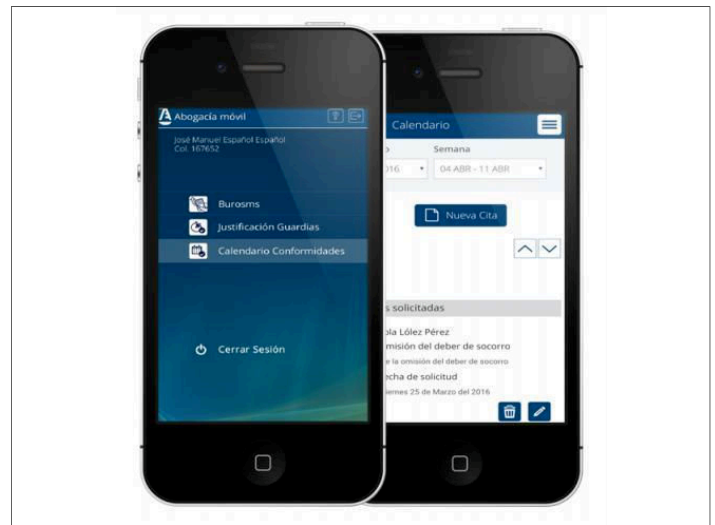 Abogacía móvil
José Manuel Español Español
Col. 167652
Burosms
Justificación Guardias
Calendario Conformidades
Cerrar Sesión
Calendario
Semana
016
04 ABR - 11 ABR
Nueva Cita
s solicitadas
ola Lólez Pérez
misión del deber de socorro
e la omisión del deber de socorro
echa de solicitud
iernes 25 de Marzo del 2016